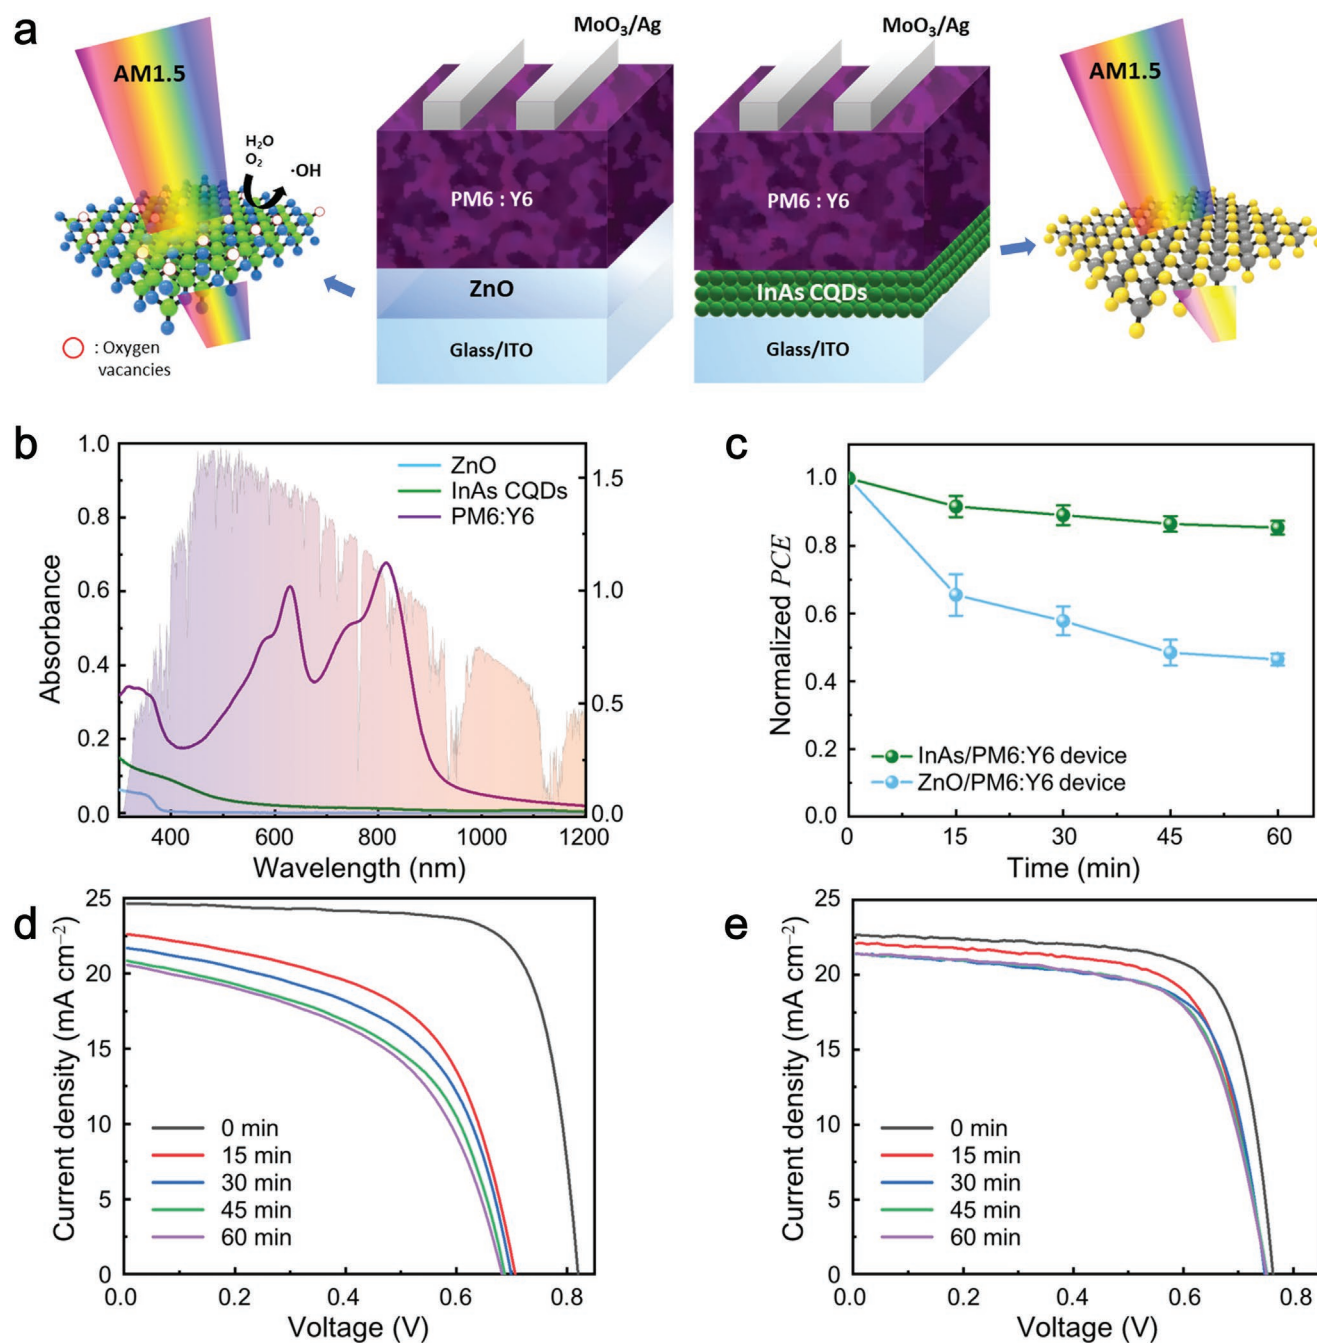 a
AM1.5
H₂O
O₂
·OH
: Oxygen
vacancies
MoO₃/Ag
PM6 : Y6
ZnO
Glass/ITO
MoO₃/Ag
PM6 : Y6
InAs CQDs
Glass/ITO
AM1.5
b
Absorbance
1.0
0.8
0.6
0.4
0.2
0.0
ZnO
InAs CQDs
PM6:Y6
1.5
1.0
0.5
0.0
400 600 800 1000 1200
Wavelength (nm)
c
Normalized PCE
1.0
0.8
0.6
0.4
0.2
0.0
InAs/PM6:Y6 device
ZnO/PM6:Y6 device
0 15 30 45 60
Time (min)
d
Current density (mA cm⁻²)
25
20
15
10
5
0
0 min
15 min
30 min
45 min
60 min
0.0 0.2 0.4 0.6 0.8
Voltage (V)
e
Current density (mA cm⁻²)
25
20
15
10
5
0
0 min
15 min
30 min
45 min
60 min
0.0 0.2 0.4 0.6 0.8
Voltage (V)